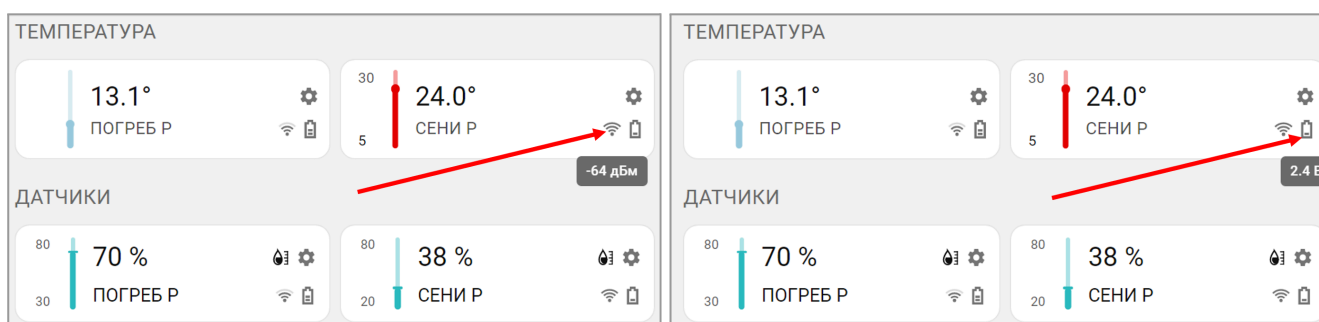 ТЕМПЕРАТУРА
13.1°
ПОГРЕБ Р
30
24.0°
СЕНИ Р
5
-64 дБм
ДАТЧИКИ
80
70 %
ПОГРЕБ Р
30
80
38 %
СЕНИ Р
20
ТЕМПЕРАТУРА
13.1°
ПОГРЕБ Р
30
24.0°
СЕНИ Р
5
2.4 В
ДАТЧИКИ
80
70 %
ПОГРЕБ Р
30
80
38 %
СЕНИ Р
20